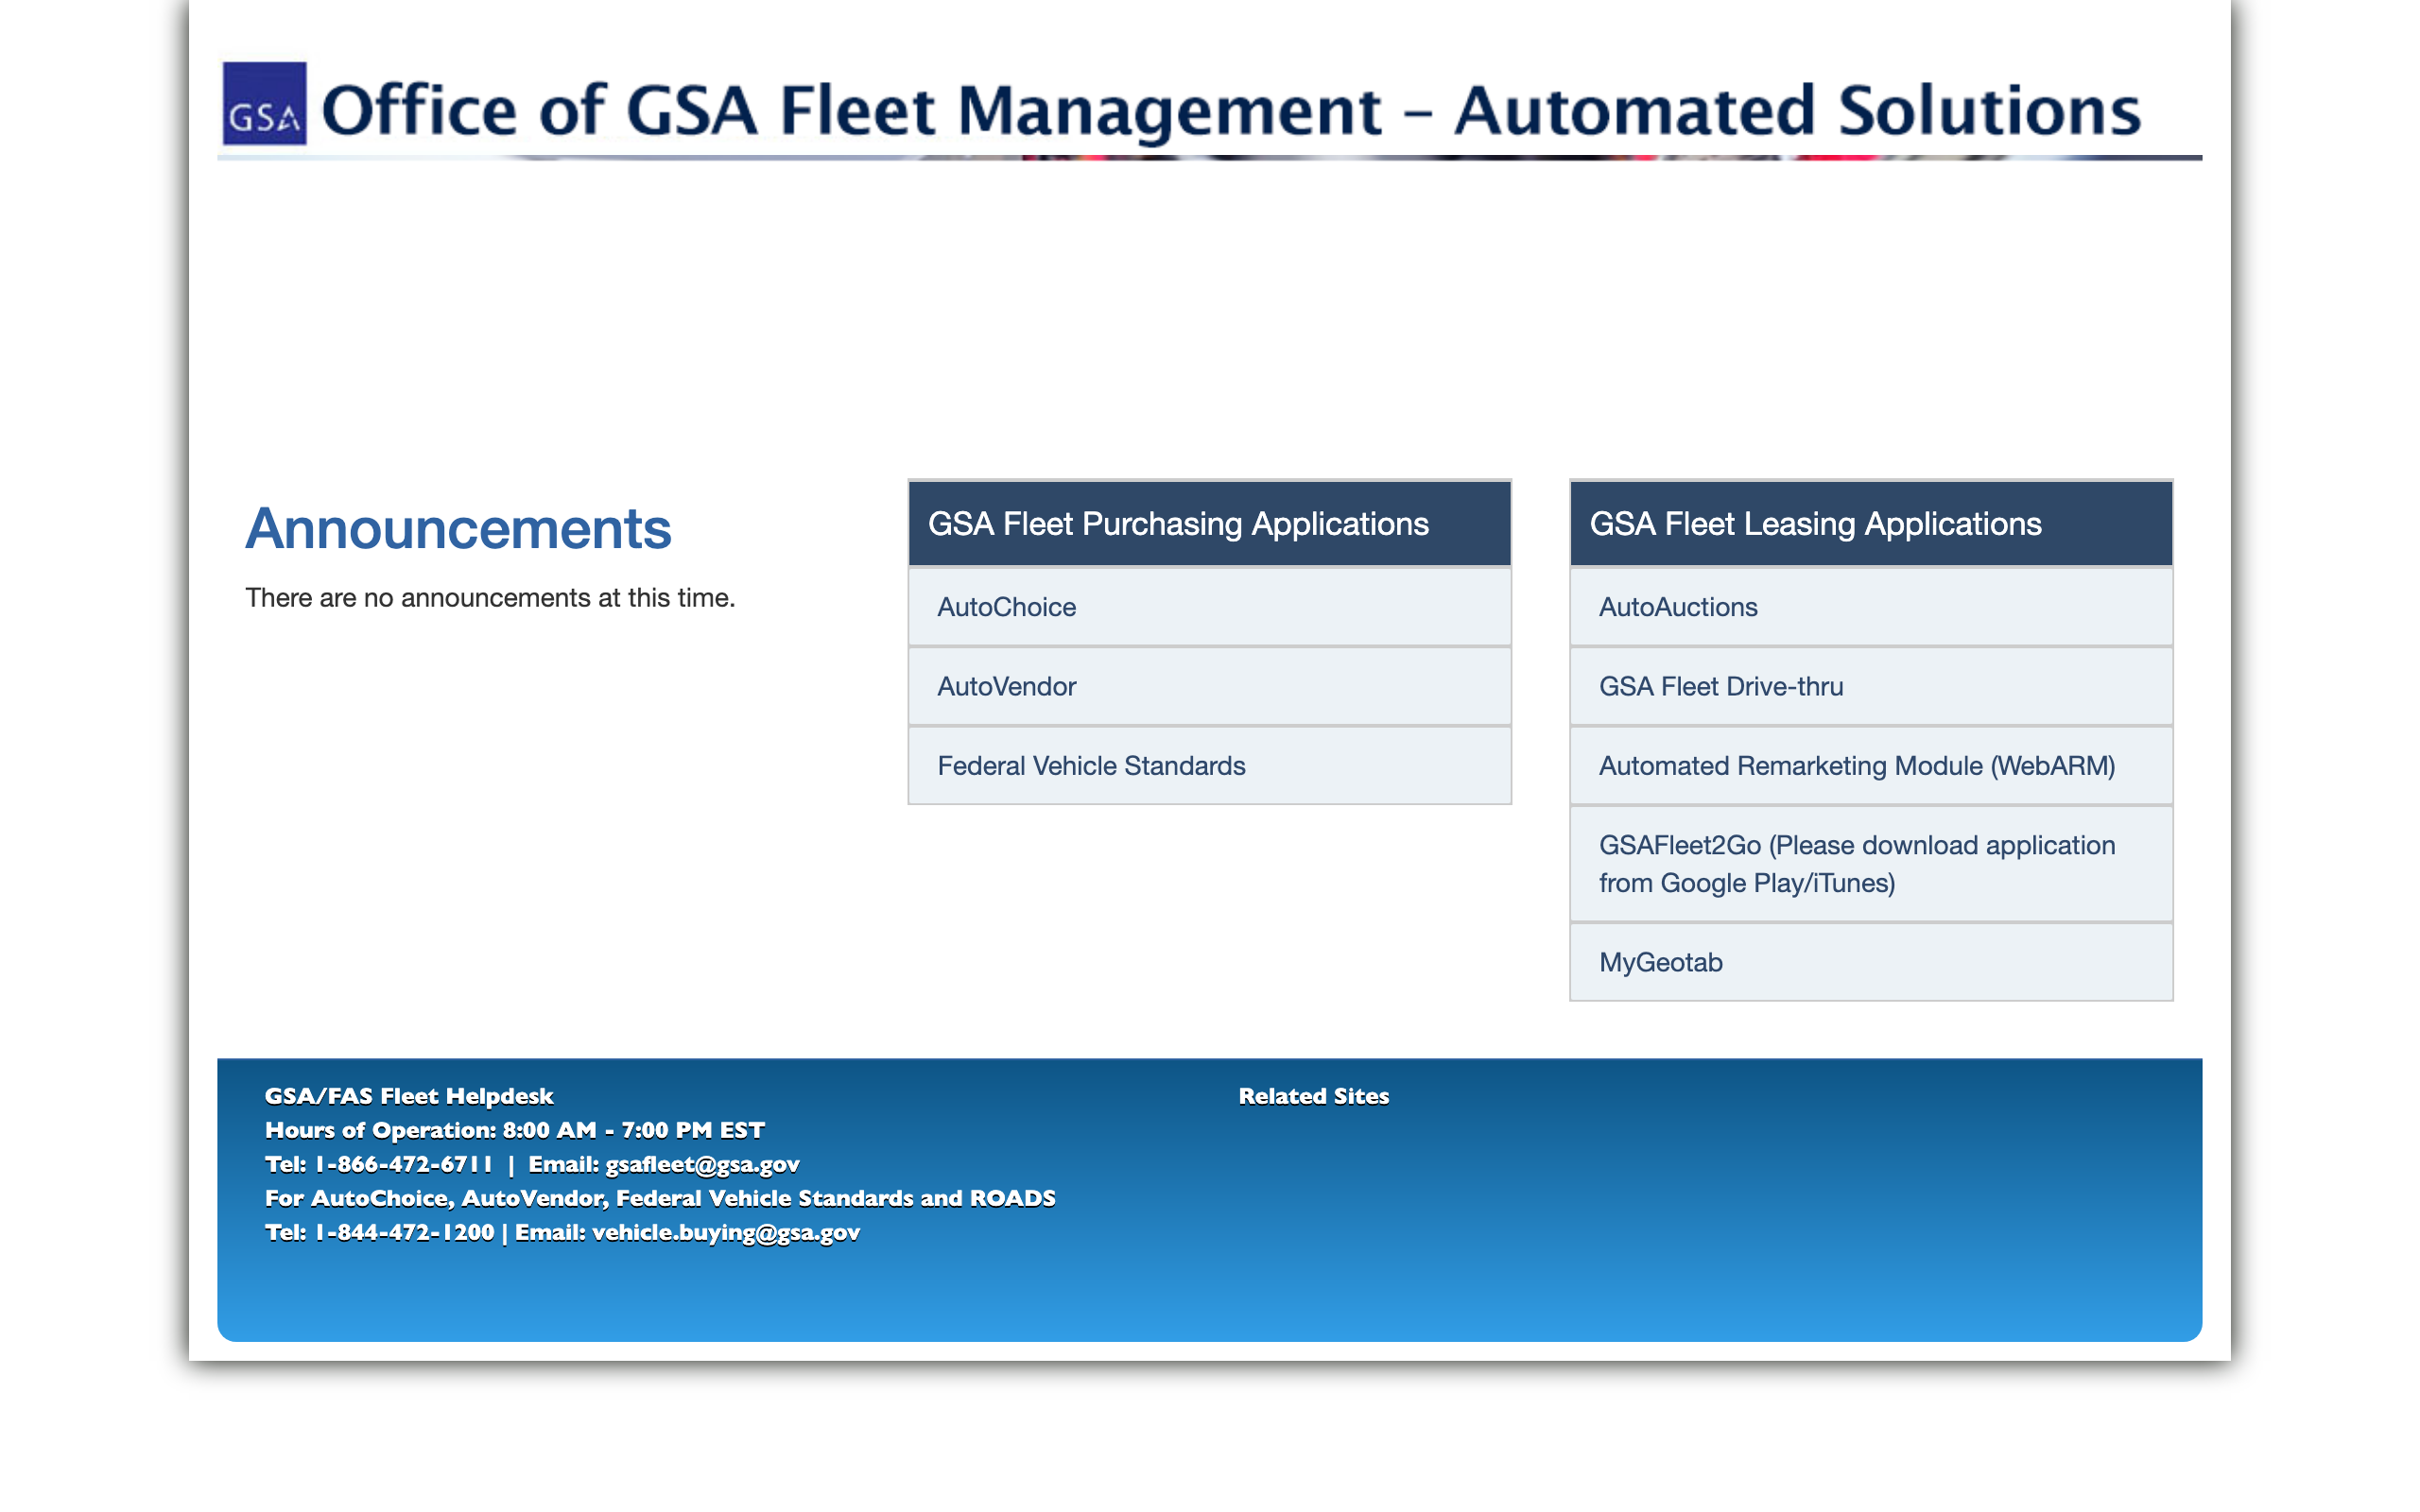 GSA Office of GSA Fleet Management – Automated Solutions
Announcements
There are no announcements at this time.
GSA Fleet Purchasing Applications
AutoChoice
AutoVendor
Federal Vehicle Standards
GSA Fleet Leasing Applications
AutoAuctions
GSA Fleet Drive-thru
Automated Remarketing Module (WebARM)
GSAFleet2Go (Please download application
from Google Play/iTunes)
MyGeotab
GSA/FAS Fleet Helpdesk
Hours of Operation: 8:00 AM - 7:00 PM EST
Tel: 1-866-472-6711 | Email: gsafleet@gsa.gov
For AutoChoice, AutoVendor, Federal Vehicle Standards and ROADS
Tel: 1-844-472-1200 | Email: vehicle.buying@gsa.gov
Related Sites